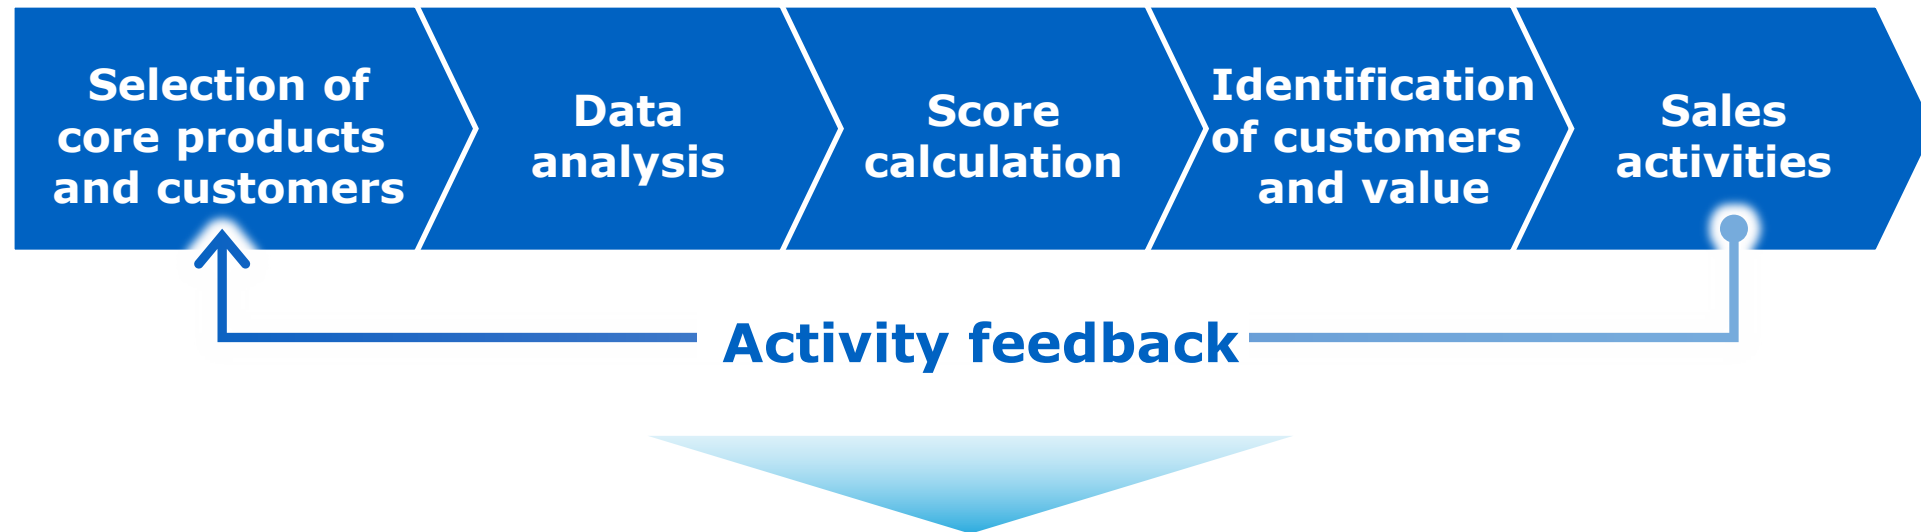 Selection of
core products
and customers
Data
analysis
Score
calculation
Identification
of customers
and value
Sales
activities
Activity feedback